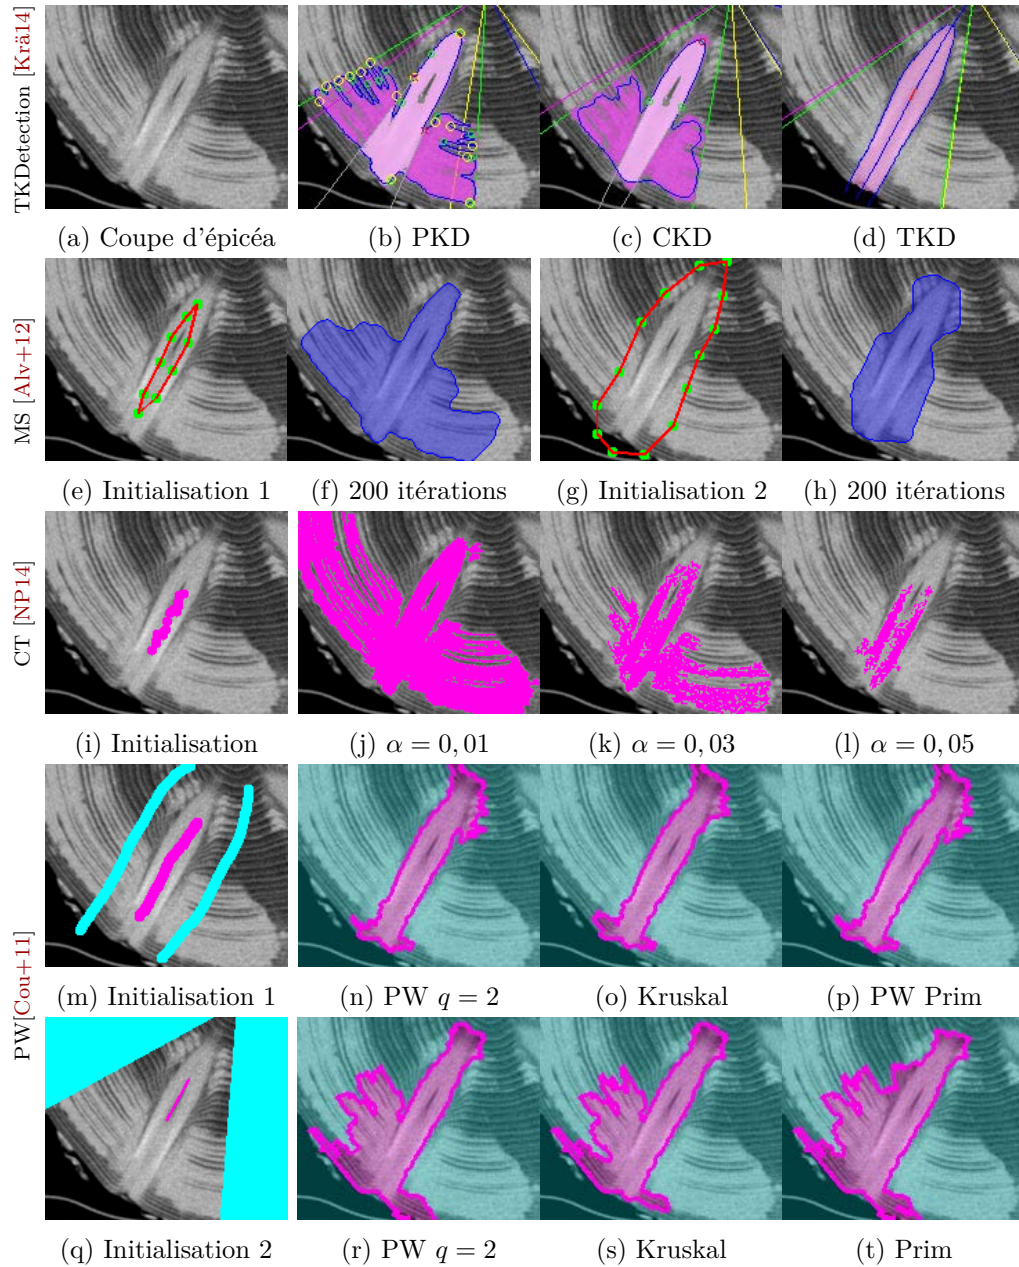 TKDetection [Krä14]
(a) Coupe d'épicéa
(b) PKD
(c) CKD
(d) TKD
MS [Alv+12]
(e) Initialisation 1
(f) 200 itérations
(g) Initialisation 2
(h) 200 itérations
CT [NP14]
(i) Initialisation
(j) α = 0, 01
(k) α = 0, 03
(l) α = 0, 05
PW[Cou+11]
(m) Initialisation 1
(n) PW q = 2
(o) Kruskal
(p) PW Prim
(q) Initialisation 2
(r) PW q = 2
(s) Kruskal
(t) Prim